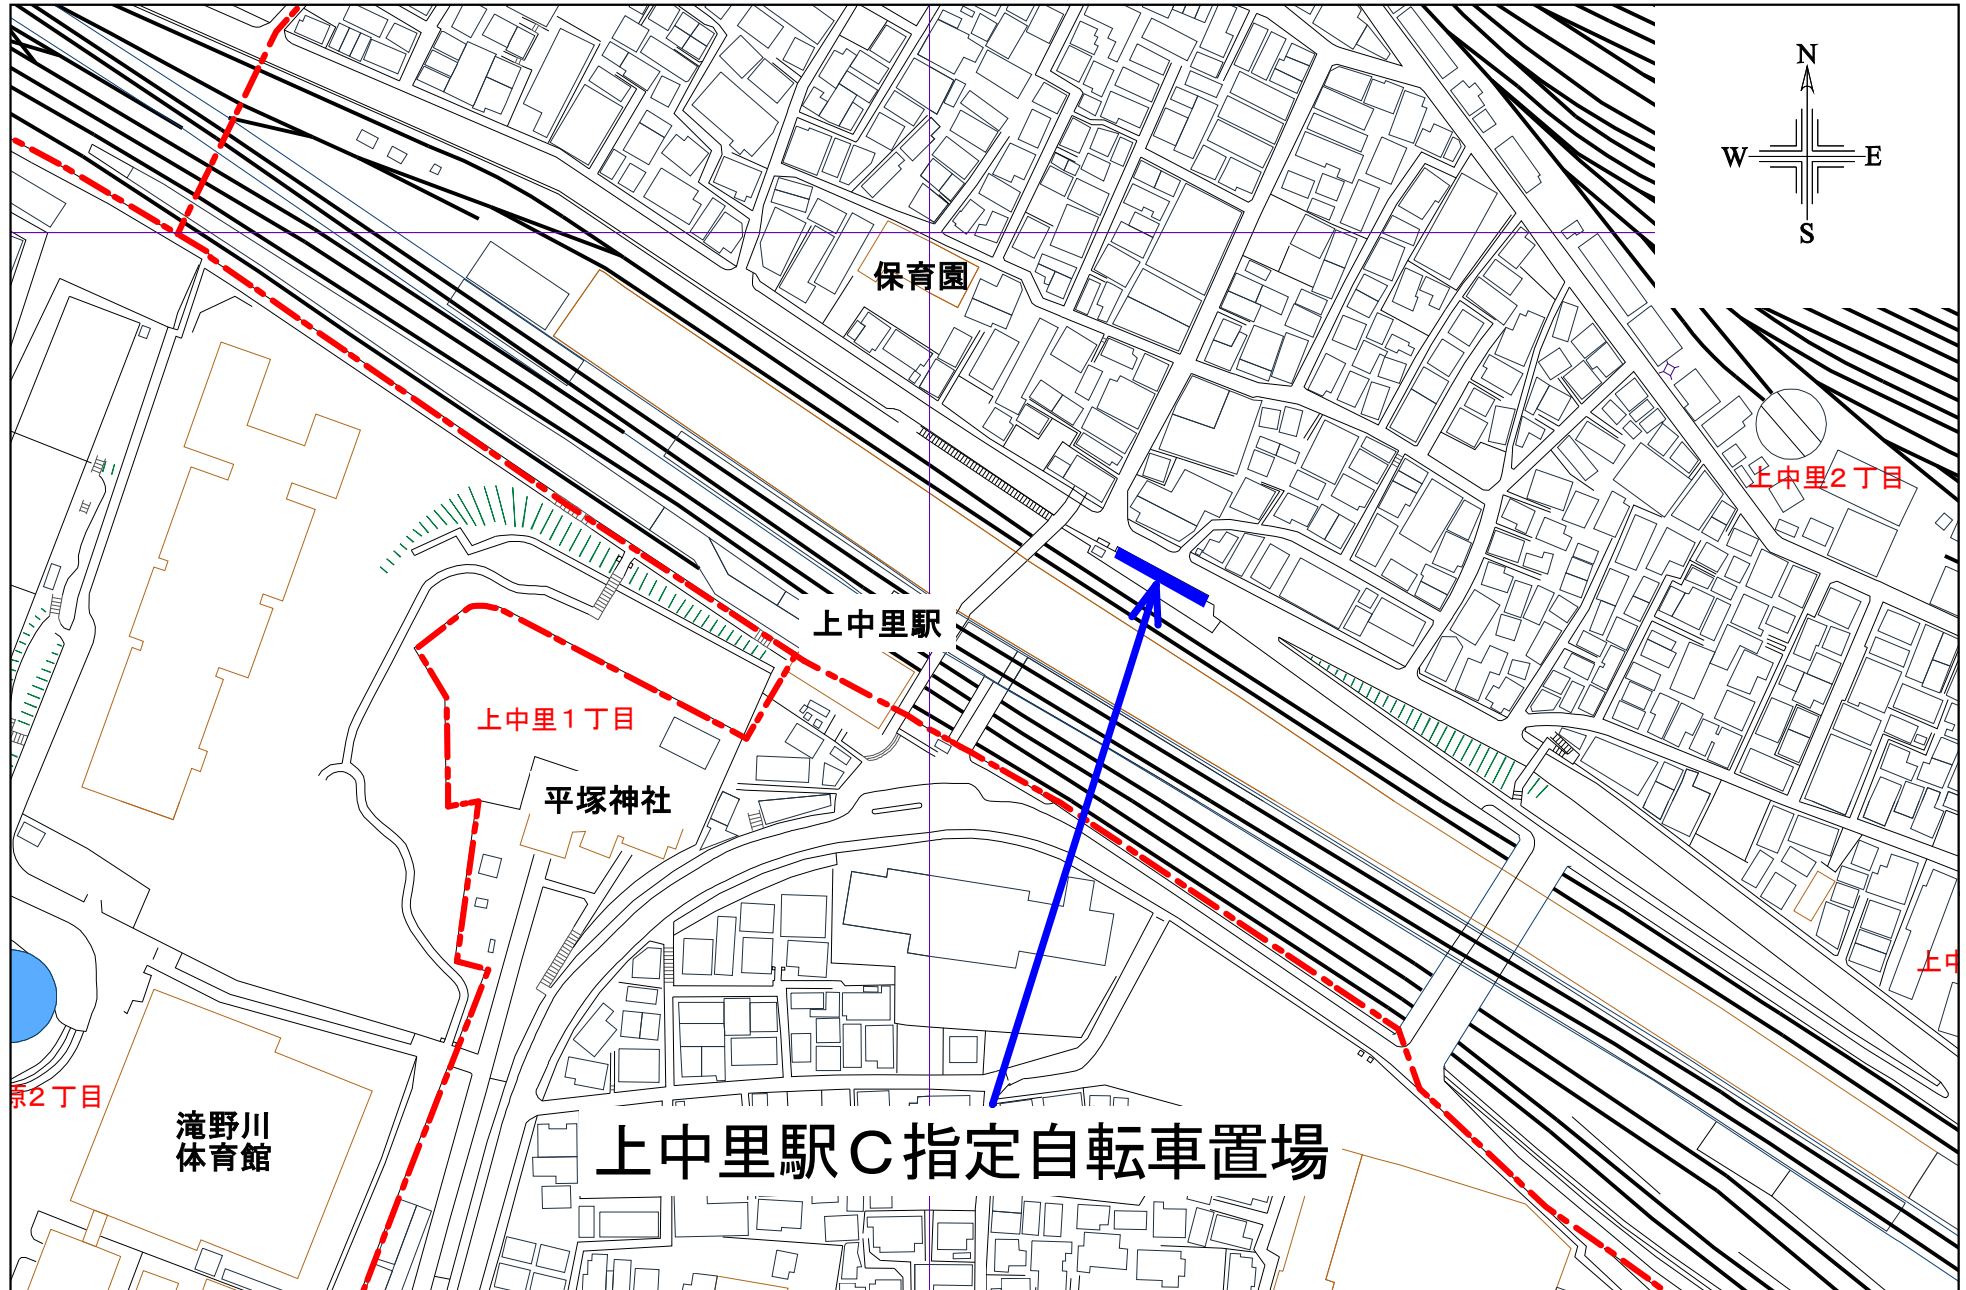 N
W E
S
保育園
上中里2丁目
上中里駅
上中里1丁目
平塚神社
上中
原2丁目
滝野川
体育館
上中里駅C指定自転車置場